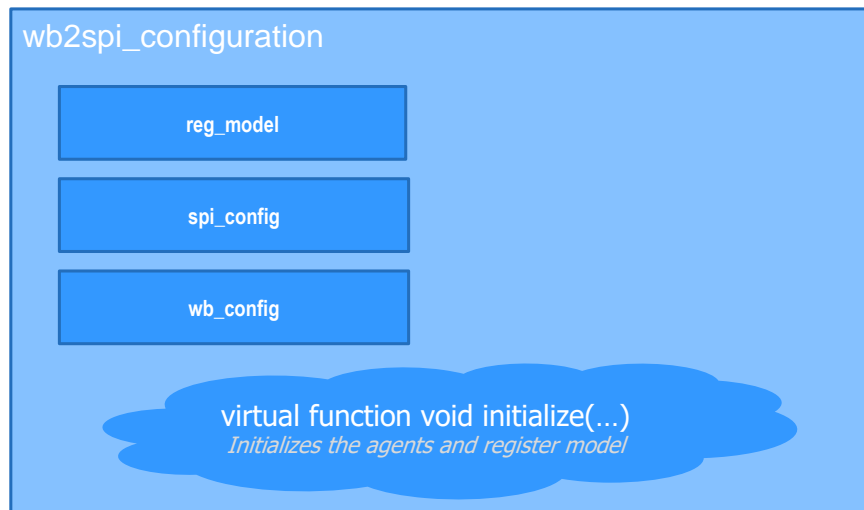 wb2spi_configuration
reg_model
spi_config
wb_config
virtual function void initialize(…)
Initializes the agents and register model